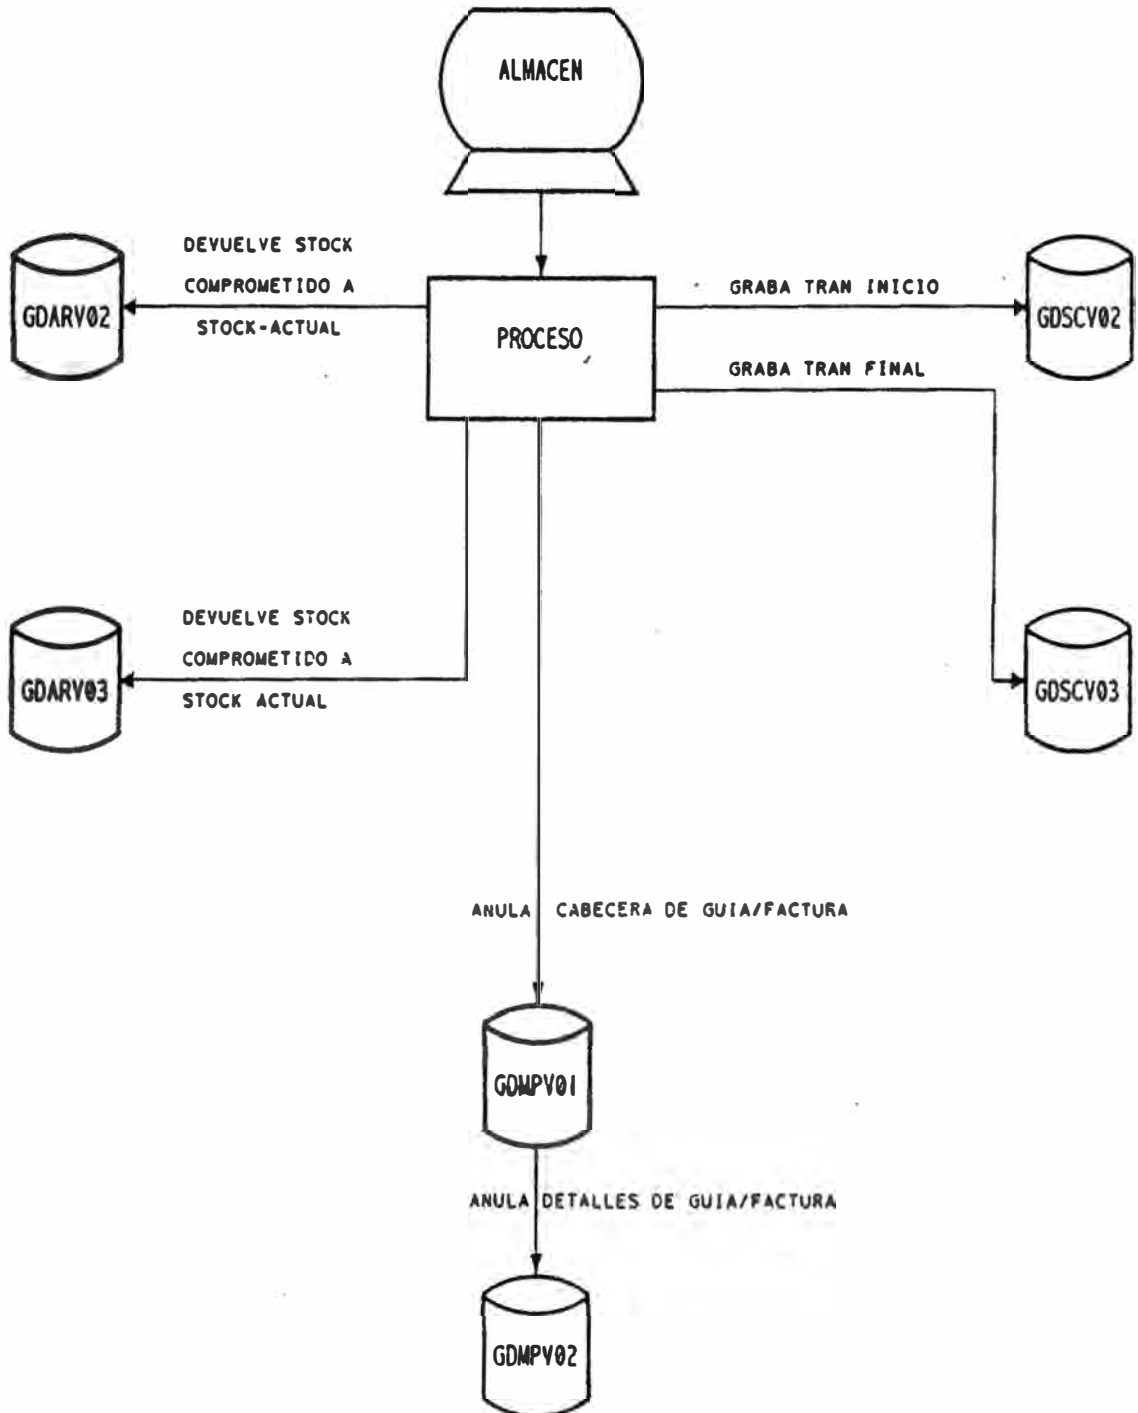 ALMACEN
DEVUELVE STOCK
COMPROMETIDO A
STOCK-ACTUAL
GDARV02
PROCESO
GRABA TRAN INICIO
GDSCV02
GRABA TRAN FINAL
DEVUELVE STOCK
COMPROMETIDO A
STOCK ACTUAL
GDARV03
GDSCV03
ANULA CABECERA DE GUIA/FACTURA
GDMPV01
ANULA DETALLES DE GUIA/FACTURA
GDMPV02